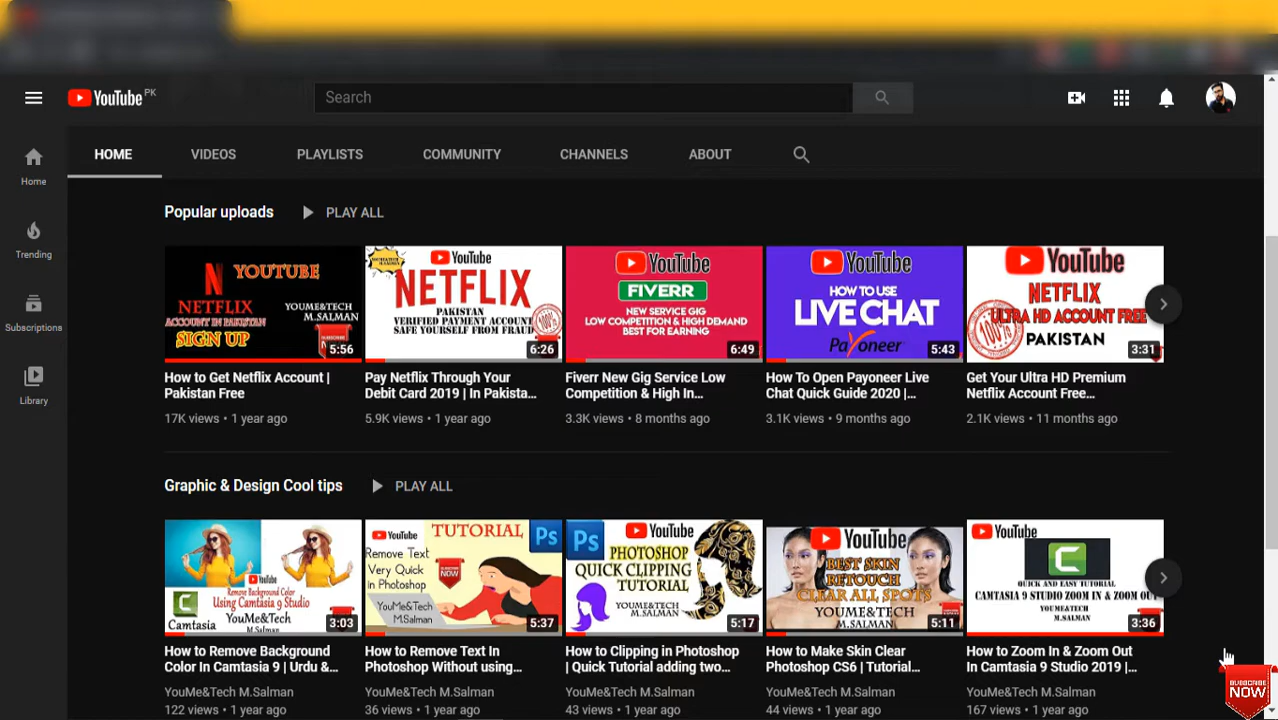 YouTube PK
Search
HOME VIDEOS PLAYLISTS COMMUNITY CHANNELS ABOUT
Home
Trending
Subscriptions
Library
Popular uploads PLAY ALL
YOUTUBE
NETFLIX
ACCOUNT IN PAKISTAN
SIGN UP
YOUME&TECH
M.SALMAN
5:56
YouTube
NETFLIX
PAKISTAN
VERIFIED PAYMENT ACCOUNT
SAFE YOURSELF FROM FRAUD
6:26
YouTube
FIVERR
NEW SERVICE GIG
LOW COMPETITION & HIGH DEMAND
BEST FOR EARNING
6:49
YouTube
HOW TO USE
LIVE CHAT
Payoneer
5:43
YouTube
NETFLIX
ULTRA HD ACCOUNT FREE
100%
PAKISTAN
3:31
How to Get Netflix Account |
Pakistan Free
17K views • 1 year ago
Pay Netflix Through Your
Debit Card 2019 | In Pakista...
5.9K views • 1 year ago
Fiverr New Gig Service Low
Competition & High In...
3.3K views • 8 months ago
How To Open Payoneer Live
Chat Quick Guide 2020 |...
3.1K views • 9 months ago
Get Your Ultra HD Premium
Netflix Account Free...
2.1K views • 11 months ago
Graphic & Design Cool tips PLAY ALL
YouTube
Remove Background Color
Using Camtasia 9 Studio
YouMe&Tech
M.Salman
Camtasia
3:03
YouTube
TUTORIAL
Ps
Remove Text
Very Quick
in Photoshop
SUBSCRIBE
NOW
YouMe&Tech
M.Salman
5:37
Ps
YouTube
PHOTOSHOP
QUICK CLIPPING
TUTORIAL
YOUME&TECH
M.SALMAN
5:17
YouTube
BEST SKIN
RETOUCH
CLEAR ALL SPOTS
YOUME&TECH
M.SALMAN
5:11
YouTube
QUICK AND EASY TUTORIAL
CAMTASIA 9 STUDIO ZOOM IN & ZOOM OUT
YOUME&TECH
M.SALMAN
3:36
How to Remove Background
Color In Camtasia 9 | Urdu &...
YouMe&Tech M.Salman
122 views • 1 year ago
How to Remove Text In
Photoshop Without using...
YouMe&Tech M.Salman
36 views • 1 year ago
How to Clipping in Photoshop
| Quick Tutorial adding two...
YouMe&Tech M.Salman
43 views • 1 year ago
How to Make Skin Clear
Photoshop CS6 | Tutorial...
YouMe&Tech M.Salman
44 views • 1 year ago
How to Zoom In & Zoom Out
In Camtasia 9 Studio 2019 |...
YouMe&Tech M.Salman
167 views • 1 year ago
SUBSCRIBE
NOW